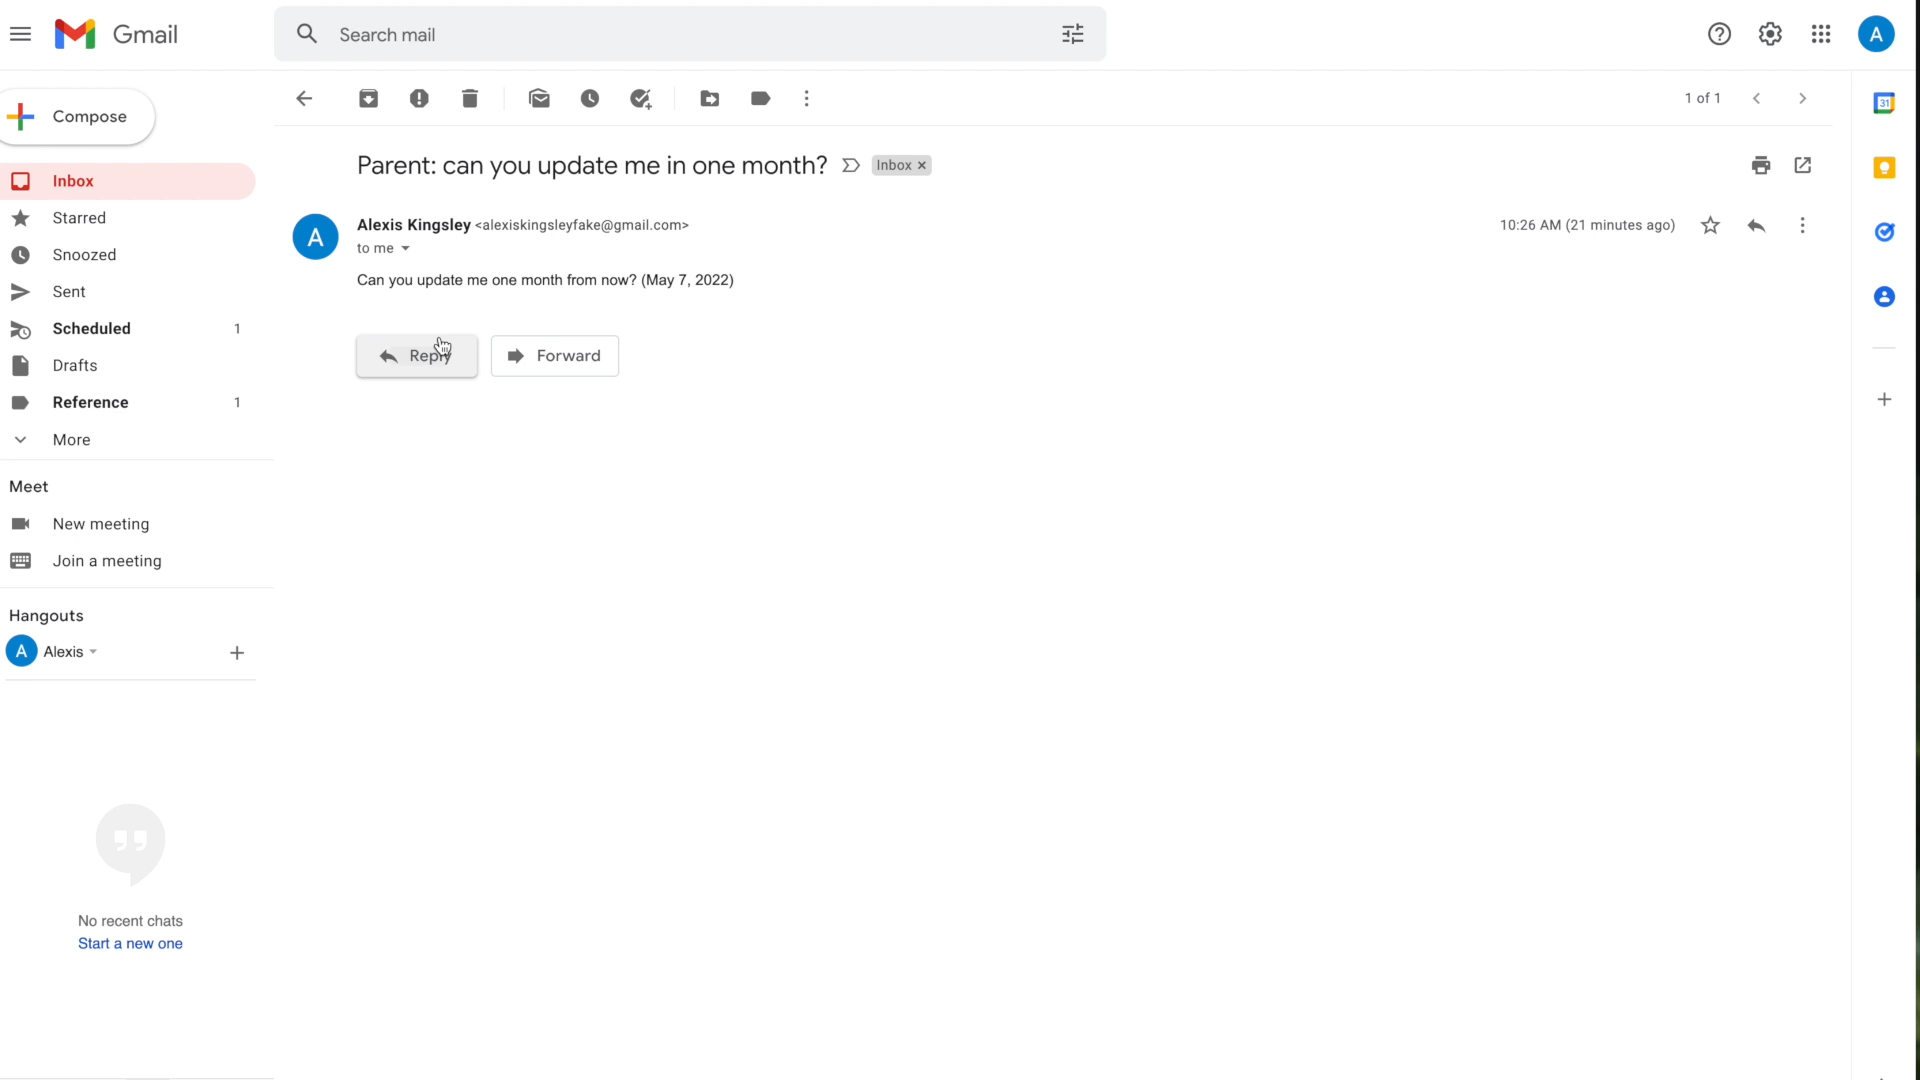 Gmail
Search mail
A
Compose
1 of 1
31
Parent: can you update me in one month?
Inbox ×
Inbox
Starred
Snoozed
Sent
Scheduled 1
Drafts
Reference 1
More
A
Alexis Kingsley <alexiskingsleyfake@gmail.com>
10:26 AM (21 minutes ago)
to me
Can you update me one month from now? (May 7, 2022)
Reply
Forward
Meet
New meeting
Join a meeting
Hangouts
A
Alexis
No recent chats
Start a new one